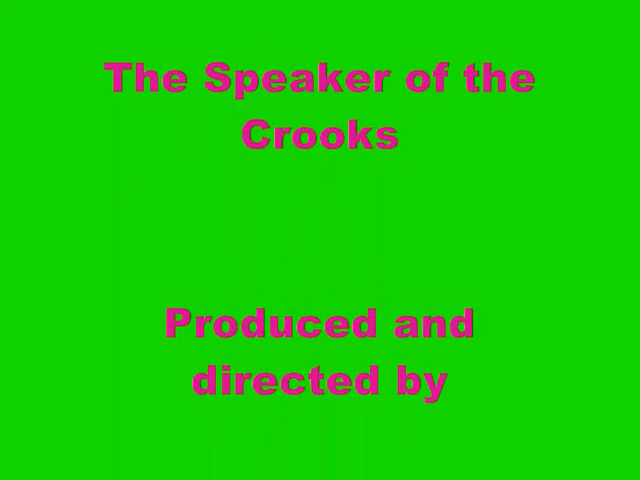 The Speaker of the
Crooks
Produced and
directed by